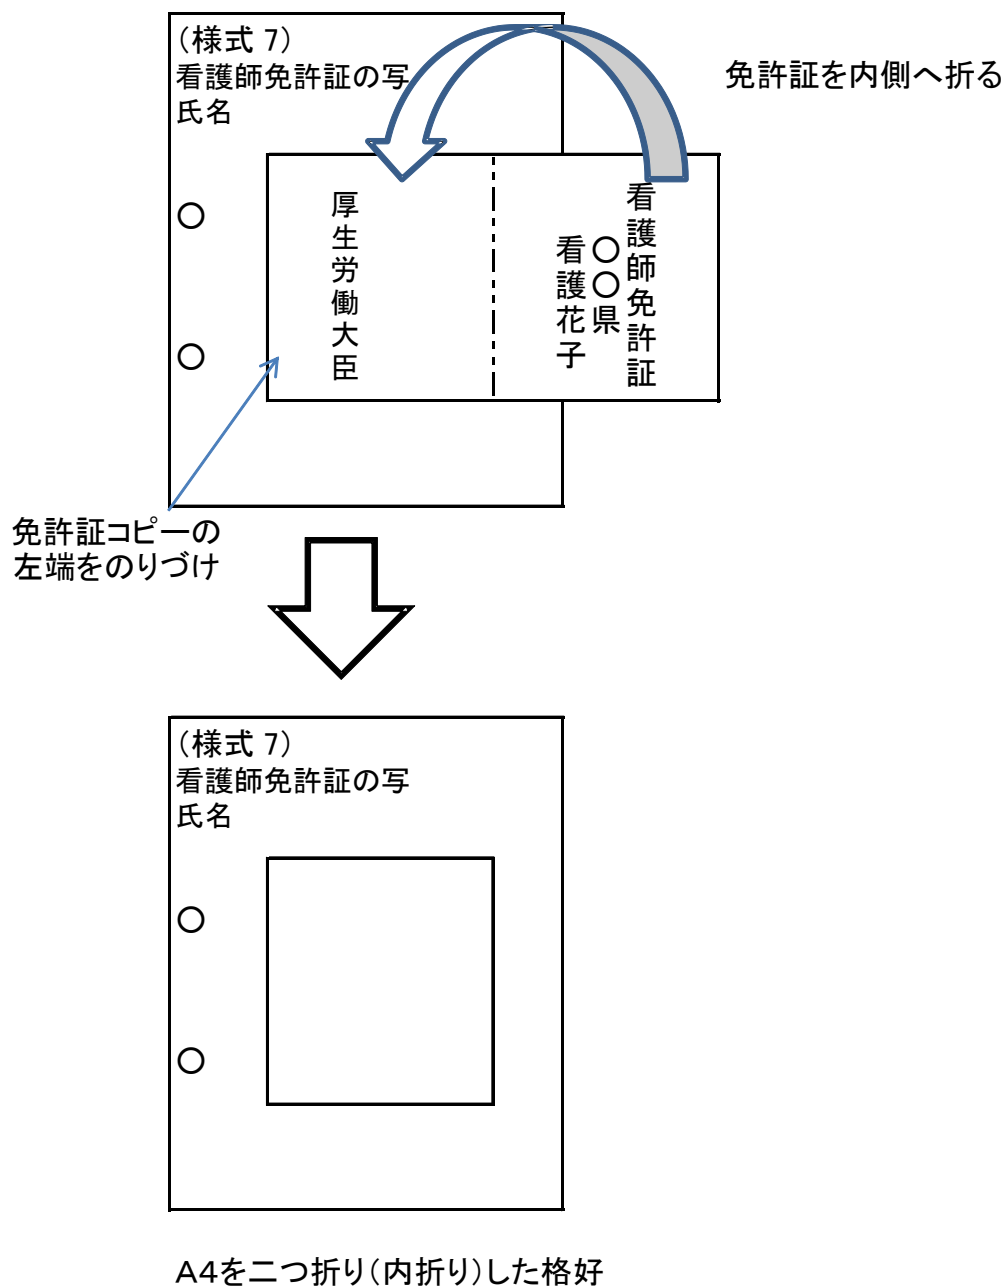 （様式 7）
看護師免許証の写
氏名
免許証を内側へ折る
看護師免許証
〇〇県
看護花子
厚生労働大臣
免許証コピーの
左端をのりづけ
（様式 7）
看護師免許証の写
氏名
A4を二つ折り（内折り）した格好